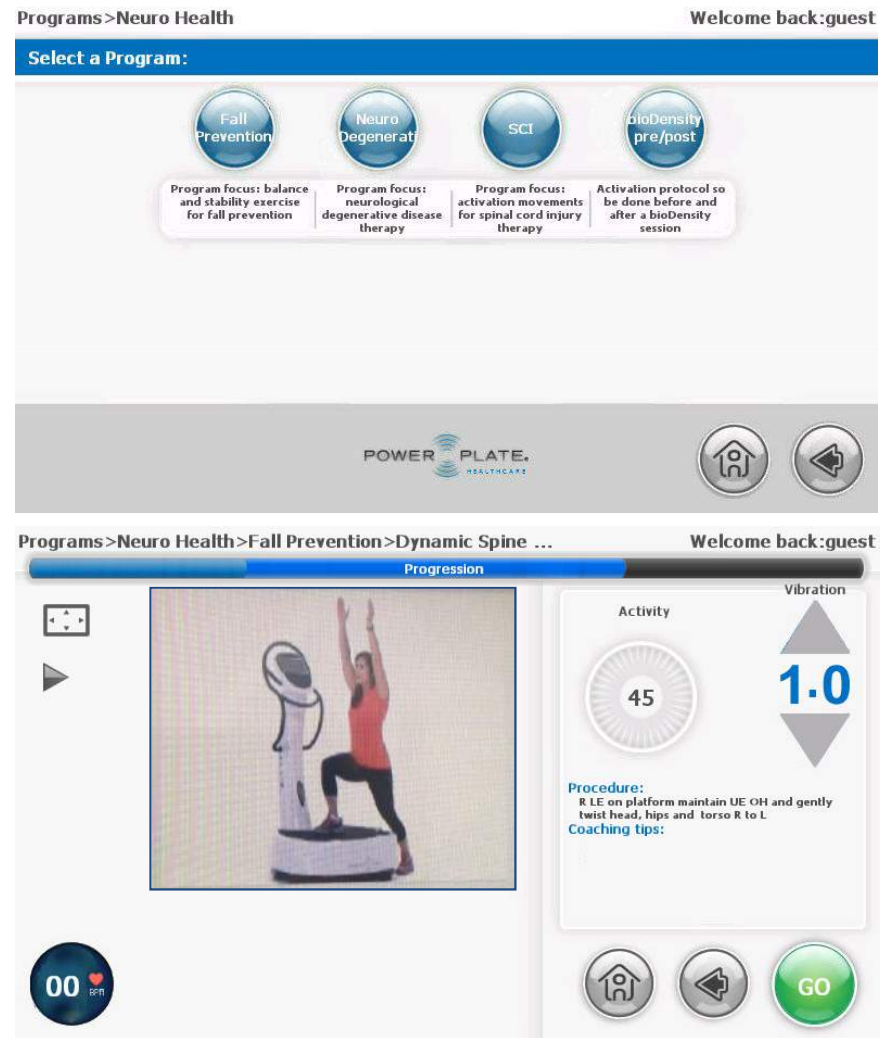 Programs>Neuro Health
Welcome back:guest
Select a Program:
Fall
Prevention
Neuro
Degenerati
SCI
bioDensity
pre/post
Program focus: balance
and stability exercise
for fall prevention
Program focus:
neurological
degenerative disease
therapy
Program focus:
activation movements
for spinal cord injury
therapy
Activation protocol so
be done before and
after a bioDensity
session
POWER PLATE.
HEALTHCARE
Programs>Neuro Health>Fall Prevention>Dynamic Spine ...
Welcome back:guest
Progression
Activity
45
Vibration
1.0
Procedure:
R LE on platform maintain UE OH and gently
twist head, hips and torso R to L
Coaching tips:
00
BPM
GO